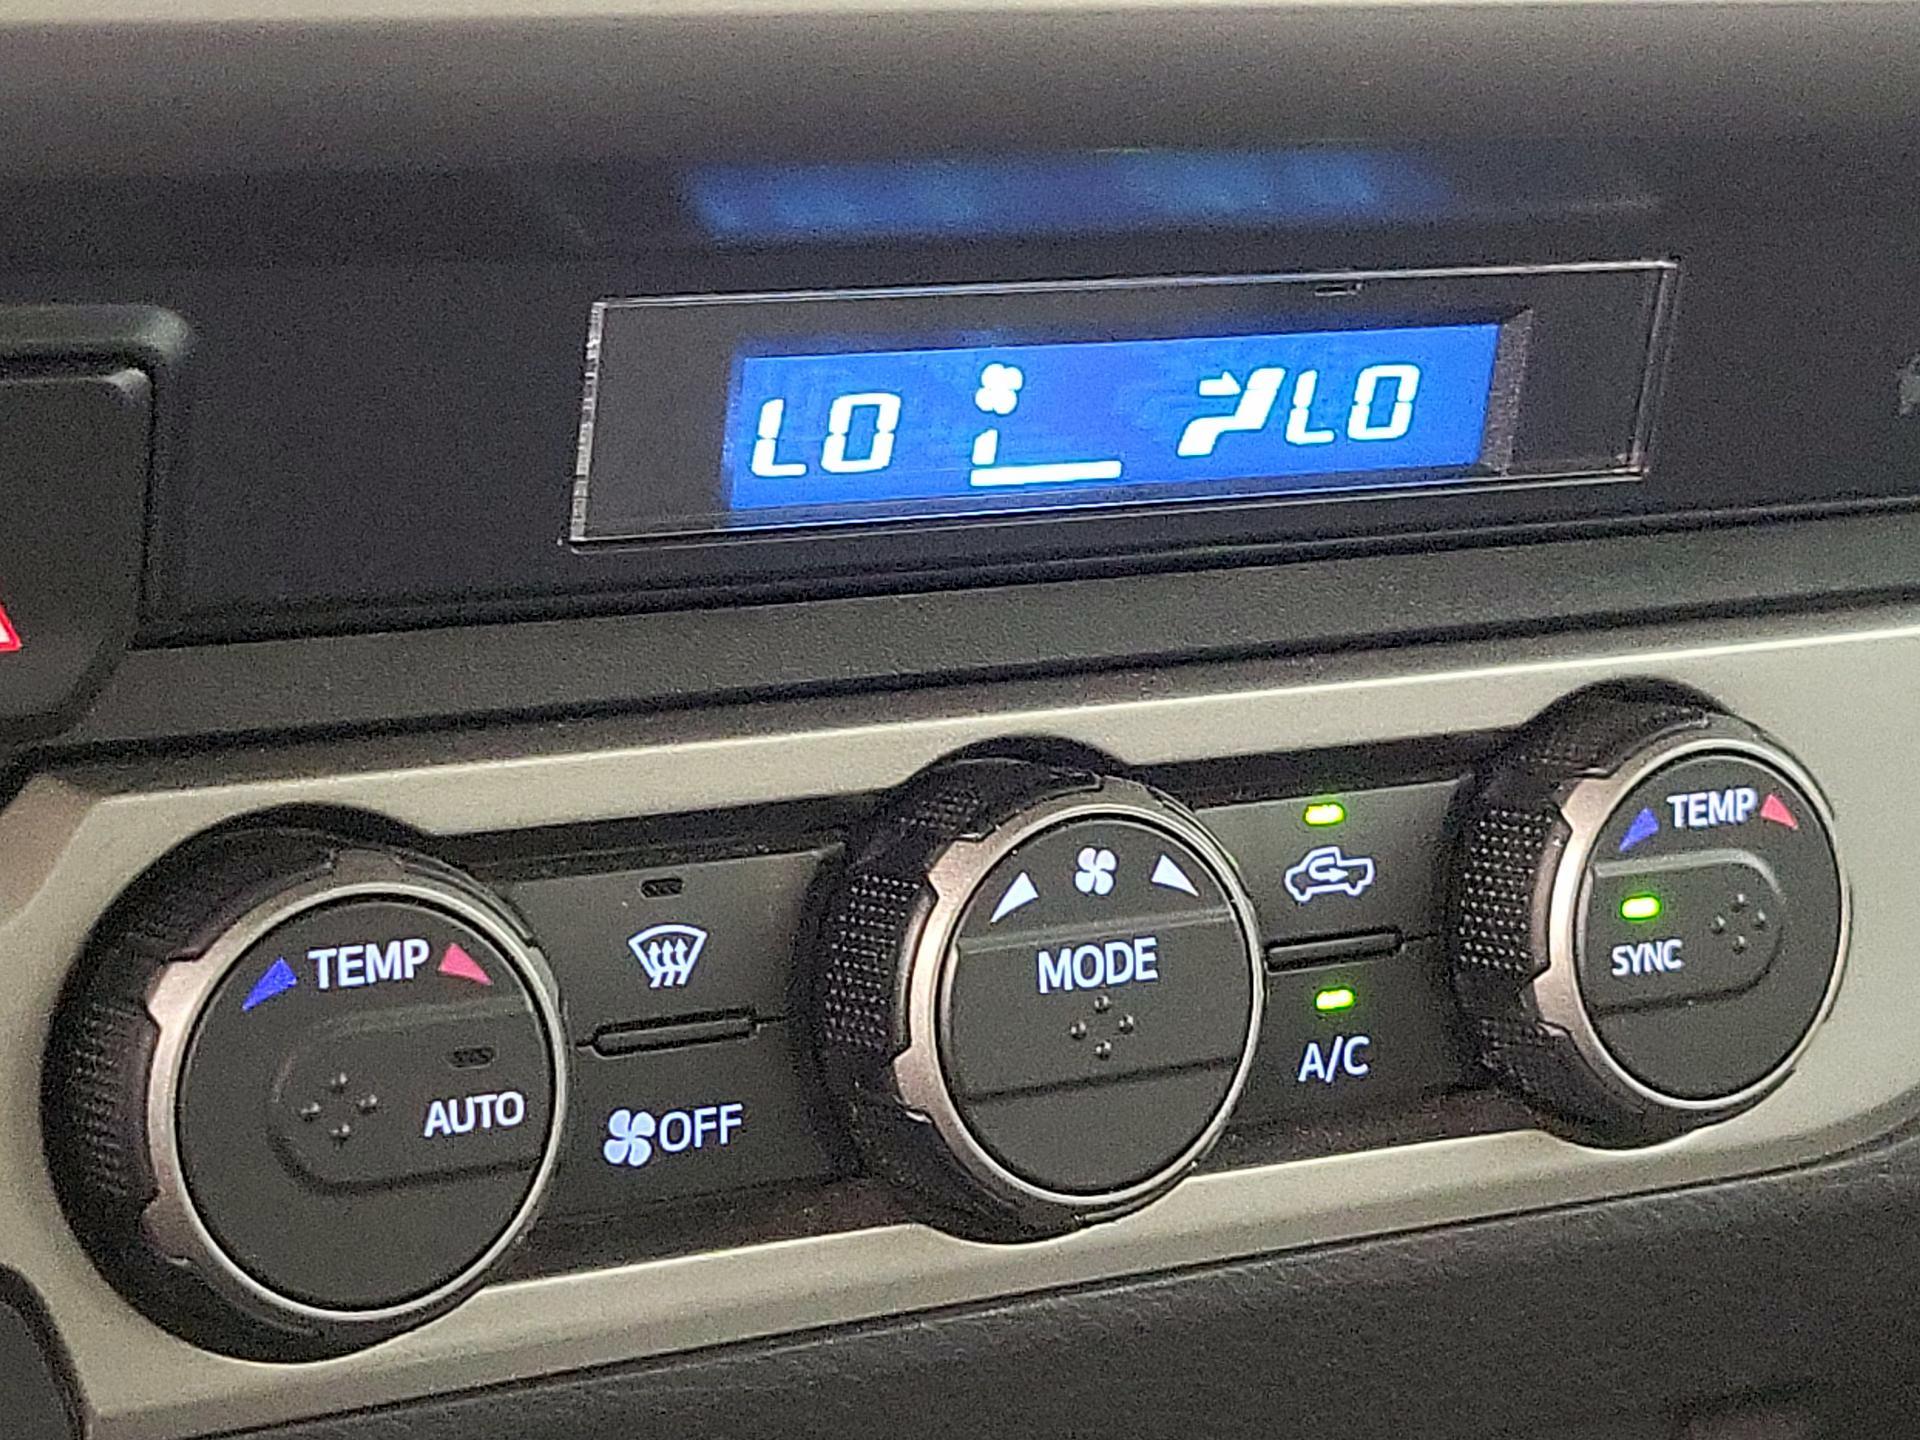 LO LO
TEMP
AUTO
OFF
MODE
A/C
TEMP
SYNC